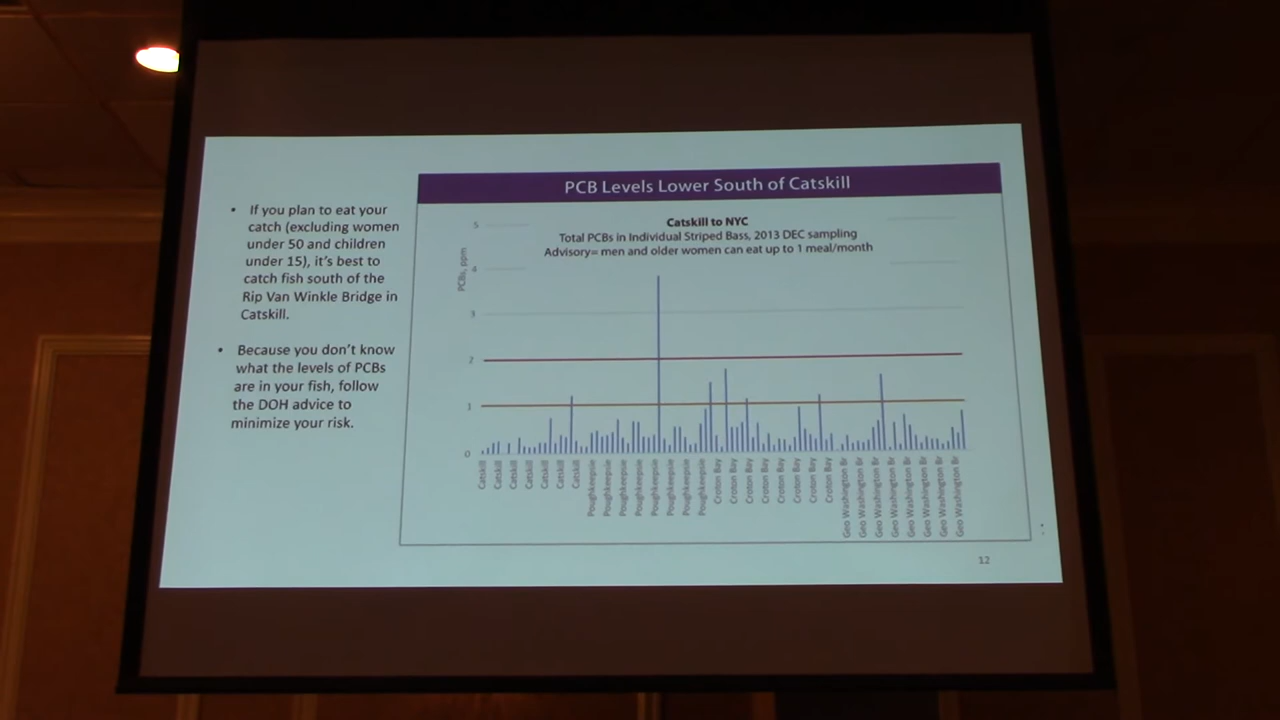 PCB Levels Lower South of Catskill
• If you plan to eat your
catch (excluding women
under 50 and children
under 15), it's best to
catch fish south of the
Rip Van Winkle Bridge in
Catskill.
• Because you don't know
what the levels of PCBs
are in your fish, follow
the DOH advice to
minimize your risk.
Catskill to NYC
Total PCBs in Individual Striped Bass, 2013 DEC sampling
Advisory= men and older women can eat up to 1 meal/month
PCBs, ppm
5
4
3
2
1
0
Catskill
Catskill
Catskill
Catskill
Catskill
Catskill
Catskill
Poughkeepsie
Poughkeepsie
Poughkeepsie
Poughkeepsie
Poughkeepsie
Poughkeepsie
Poughkeepsie
Poughkeepsie
Croton Bay
Croton Bay
Croton Bay
Croton Bay
Croton Bay
Croton Bay
Croton Bay
Croton Bay
Geo Washington Br
Geo Washington Br
Geo Washington Br
Geo Washington Br
Geo Washington Br
Geo Washington Br
Geo Washington Br
Geo Washington Br
12